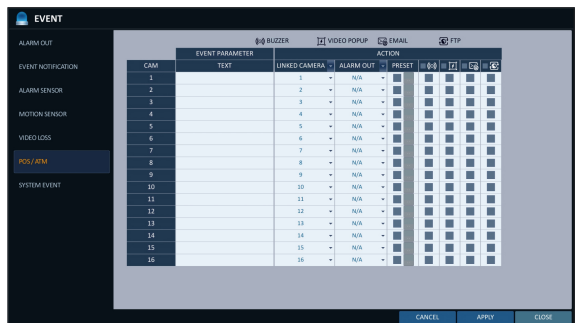 EVENT
ALARM OUT
EVENT NOTIFICATION
ALARM SENSOR
MOTION SENSOR
VIDEO LOSS
POS / ATM
SYSTEM EVENT
BUZZER VIDEO POPUP EMAIL FTP
EVENT PARAMETER ACTION
CAM TEXT LINKED CAMERA ALARM OUT PRESET
1 1 N/A
2 2 N/A
3 3 N/A
4 4 N/A
5 5 N/A
6 6 N/A
7 7 N/A
8 8 N/A
9 9 N/A
10 10 N/A
11 11 N/A
12 12 N/A
13 13 N/A
14 14 N/A
15 15 N/A
16 16 N/A
CANCEL APPLY CLOSE